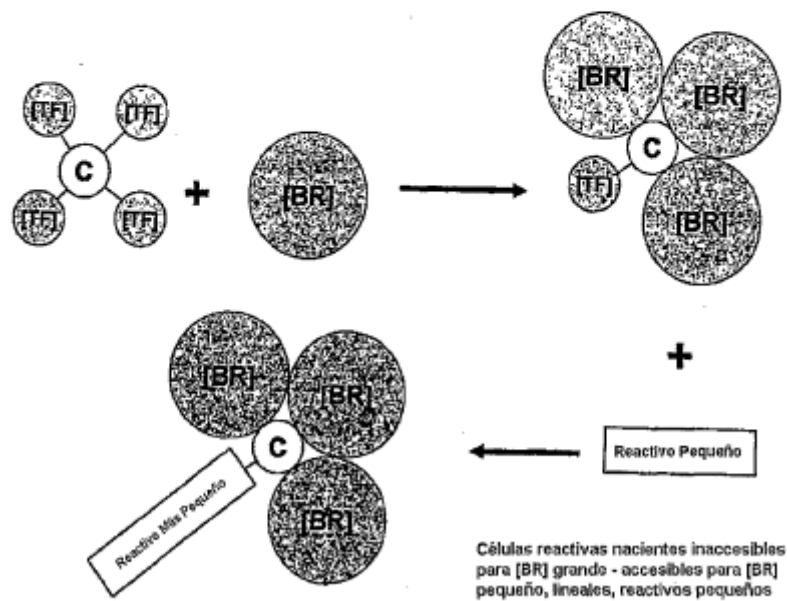 [TF]
[TF]
C
[TF]
[TF]
+
[BR]
[BR]
[BR]
C
[TF]
[BR]
+
Reactivo Pequeño
[BR]
[BR]
C
[BR]
Reactivo Más Pequeño
Células reactivas nacientes inaccesibles
para [BR] grande - accesibles para [BR]
pequeño, lineales, reactivos pequeños